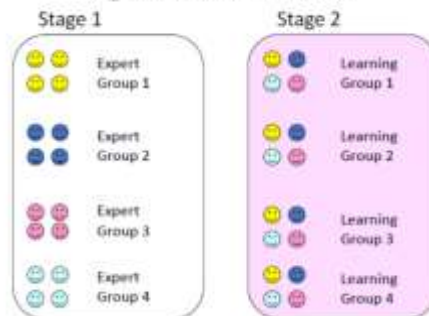 Stage 1
Stage 2
Expert
Group 1
Expert
Group 2
Expert
Group 3
Expert
Group 4
Learning
Group 1
Learning
Group 2
Learning
Group 3
Learning
Group 4